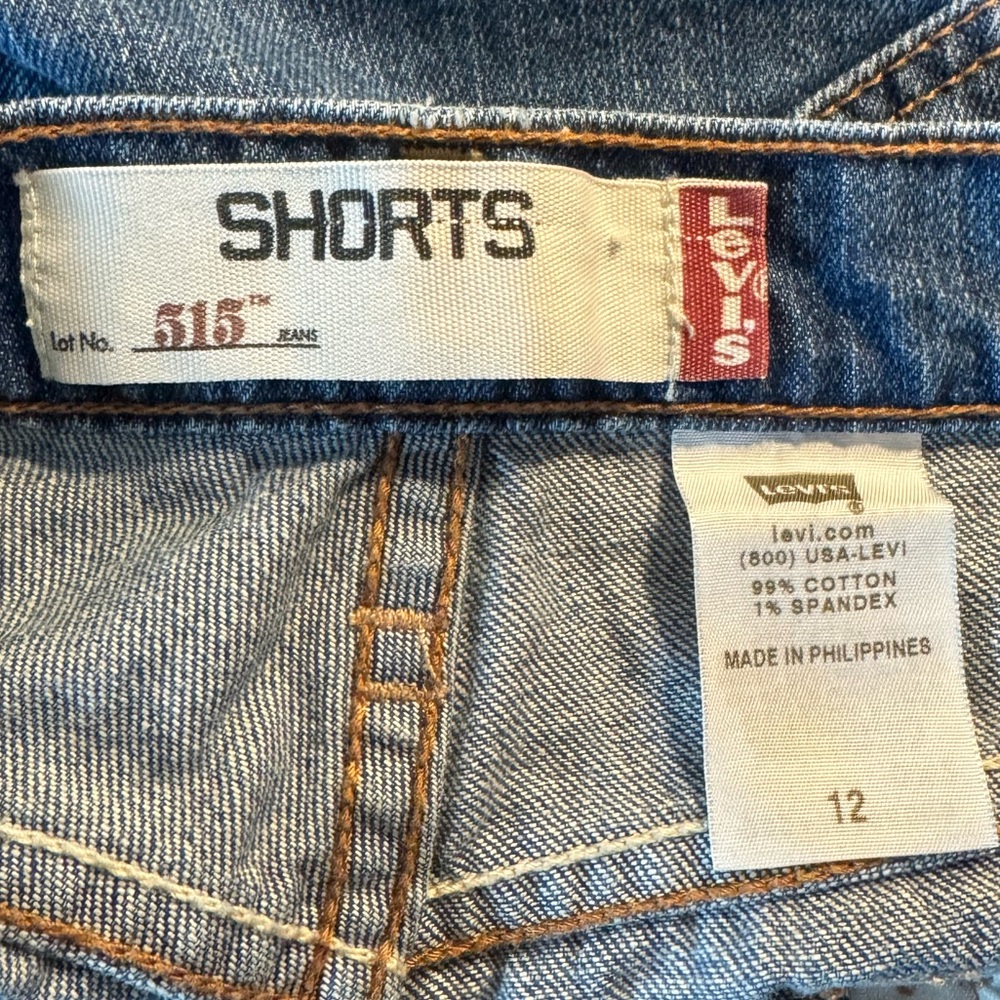 SHORTS
Lot No. 515™ JEANS
LEVI'S®
Levi's®
levi.com
(800) USA-LEVI
99% COTTON
1% SPANDEX
MADE IN PHILIPPINES
12